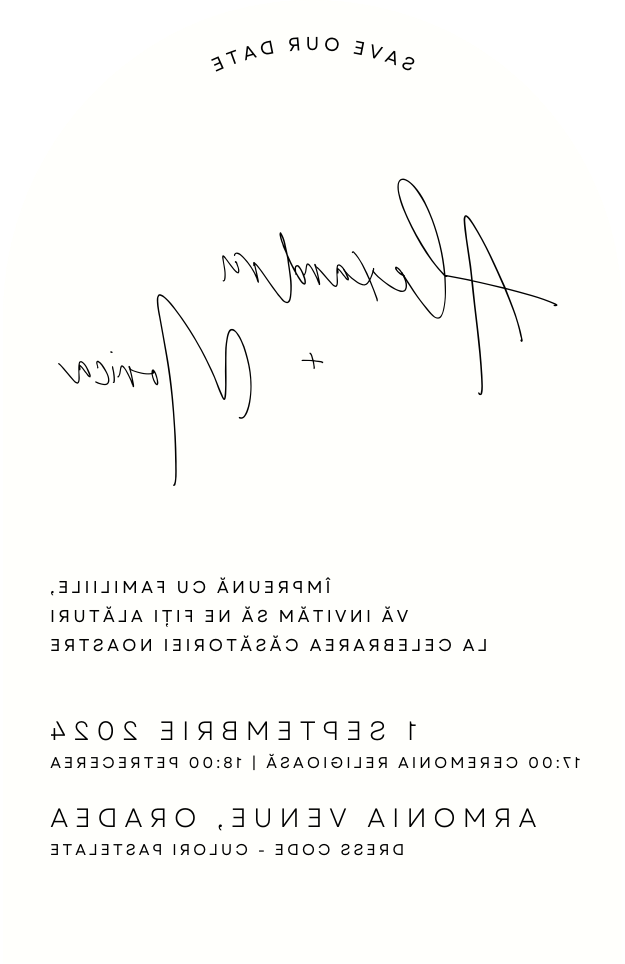 SAVE OUR DATE
Alexandra
+
Monica
ÎMPREUNĂ CU FAMILIILE,
VĂ INVITĂM SĂ NE FIȚI ALĂTURI
LA CELEBRAREA CĂSĂTORIEI NOASTRE
1 SEPTEMBRIE 2024
17:00 CEREMONIA RELIGIOASĂ | 18:00 PETRECEREA
ARMONIA VENUE, ORADEA
DRESS CODE - CULORI PASTELATE